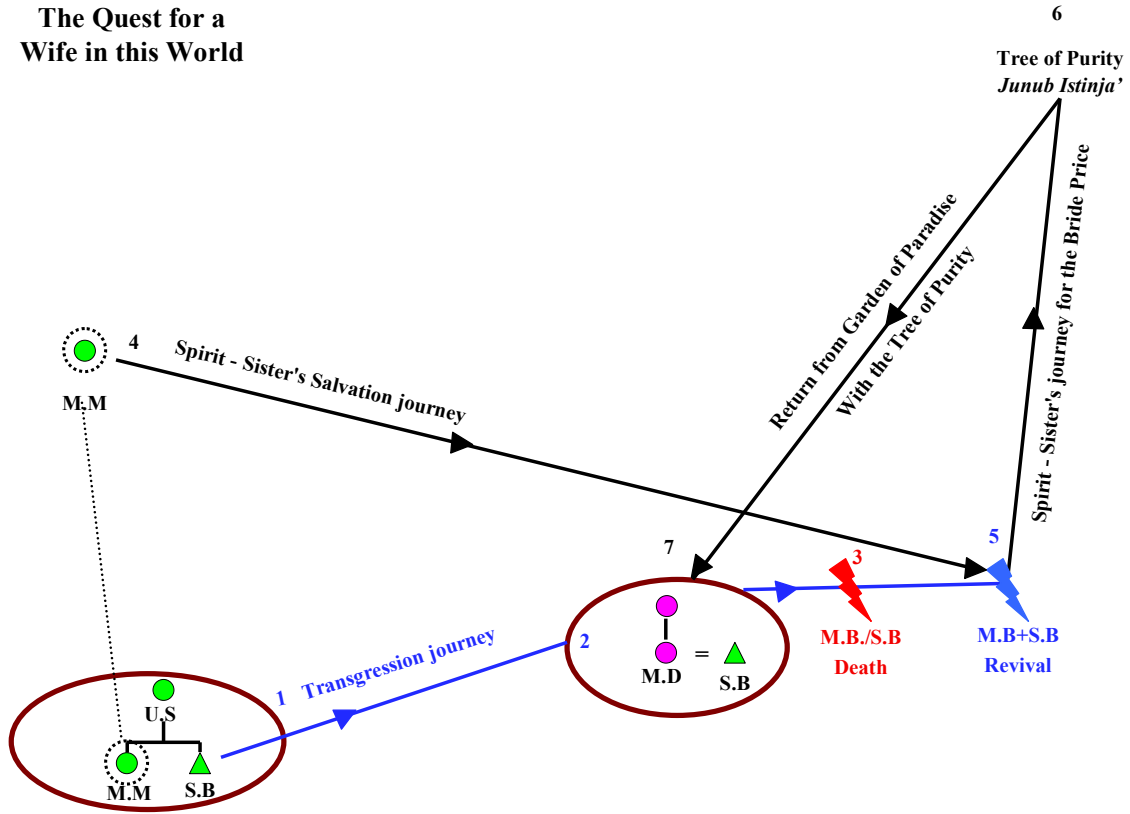 The Quest for a
Wife in this World
6
Tree of Purity
Junub Istinja’
Return from Garden of Paradise
With the Tree of Purity
Spirit - Sister's journey for the Bride Price
4
Spirit - Sister's Salvation journey
M.M
7
3
5
M.B./S.B
Death
M.B+S.B
Revival
2
M.D
=
S.B
1 Transgression journey
U.S
M.M
S.B